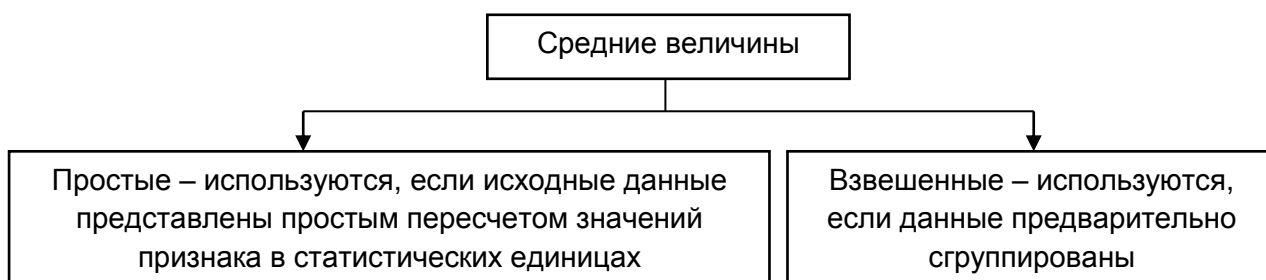 Средние величины
Простые – используются, если исходные данные
представлены простым пересчетом значений
признака в статистических единицах
Взвешенные – используются,
если данные предварительно
сгруппированы